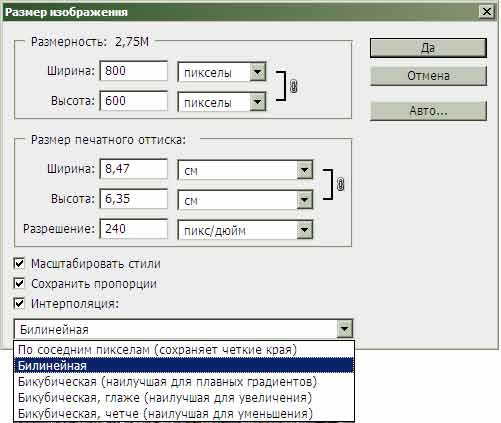 Размер изображения
Размерность: 2,75M
Ширина: 800 пикселы
Высота: 600 пикселы
Да
Отмена
Авто...
Размер печатного оттиска:
Ширина: 8,47 см
Высота: 6,35 см
Разрешение: 240 пикс/дюйм
Масштабировать стили
Сохранить пропорции
Интерполяция:
Билинейная
По соседним пикселам (сохраняет четкие края)
Билинейная
Бикубическая (наилучшая для плавных градиентов)
Бикубическая, глаже (наилучшая для увеличения)
Бикубическая, четче (наилучшая для уменьшения)